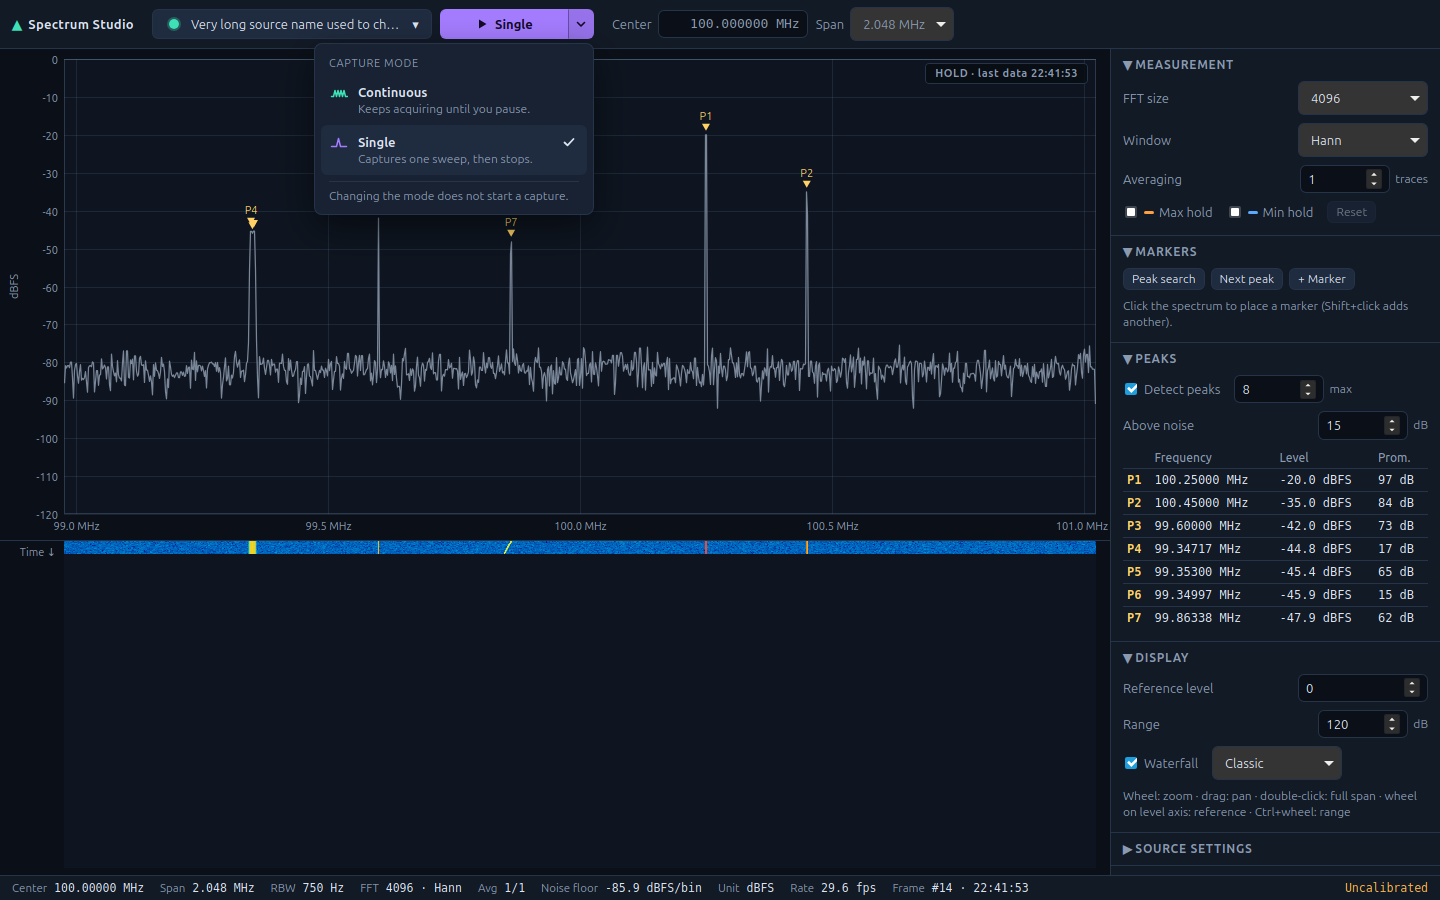 ▲ Spectrum Studio
Very long source name used to ch… ▾
Single
Center 100.000000 MHz
Span 2.048 MHz
CAPTURE MODE
Continuous
Keeps acquiring until you pause.
Single
Captures one sweep, then stops.
Changing the mode does not start a capture.
HOLD · last data 22:41:53
0
-10
-20
-30
-40
-50
-60
-70
-80
-90
-100
-110
-120
dBFS
P4
P7
P1
P2
99.0 MHz
99.5 MHz
100.0 MHz
100.5 MHz
101.0 MHz
Time ↓
▼ MEASUREMENT
FFT size 4096
Window Hann
Averaging 1 traces
Max hold Min hold Reset
▼ MARKERS
Peak search Next peak + Marker
Click the spectrum to place a marker (Shift+click adds
another).
▼ PEAKS
Detect peaks 8 max
Above noise 15 dB
Frequency Level Prom.
P1 100.25000 MHz -20.0 dBFS 97 dB
P2 100.45000 MHz -35.0 dBFS 84 dB
P3 99.60000 MHz -42.0 dBFS 73 dB
P4 99.34717 MHz -44.8 dBFS 17 dB
P5 99.35300 MHz -45.4 dBFS 65 dB
P6 99.34997 MHz -45.9 dBFS 15 dB
P7 99.86338 MHz -47.9 dBFS 62 dB
▼ DISPLAY
Reference level 0
Range 120 dB
Waterfall Classic
Wheel: zoom · drag: pan · double-click: full span · wheel
on level axis: reference · Ctrl+wheel: range
▶ SOURCE SETTINGS
Center 100.00000 MHz Span 2.048 MHz RBW 750 Hz FFT 4096 · Hann Avg 1/1 Noise floor -85.9 dBFS/bin Unit dBFS Rate 29.6 fps Frame #14 · 22:41:53 Uncalibrated